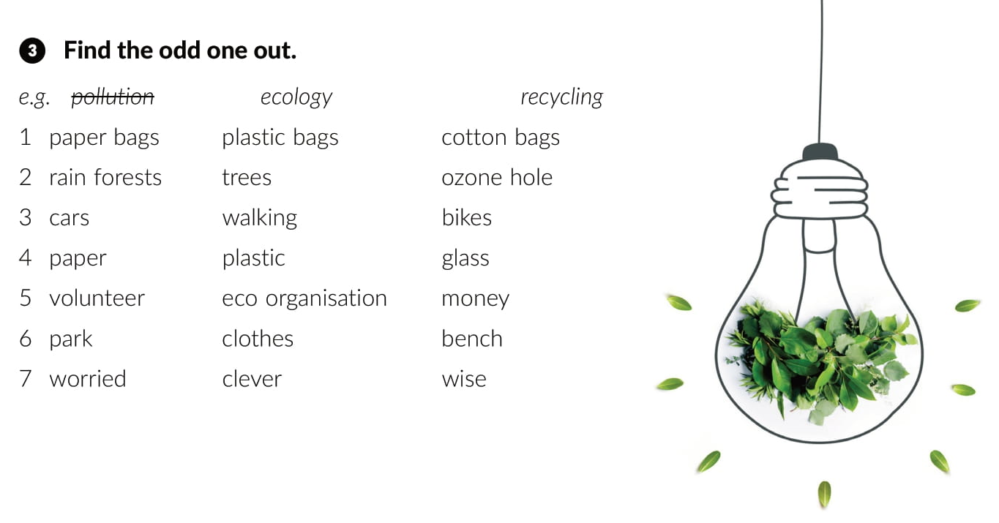 3 Find the odd one out.
e.g. pollution ecology recycling
1 paper bags plastic bags cotton bags
2 rain forests trees ozone hole
3 cars walking bikes
4 paper plastic glass
5 volunteer eco organisation money
6 park clothes bench
7 worried clever wise